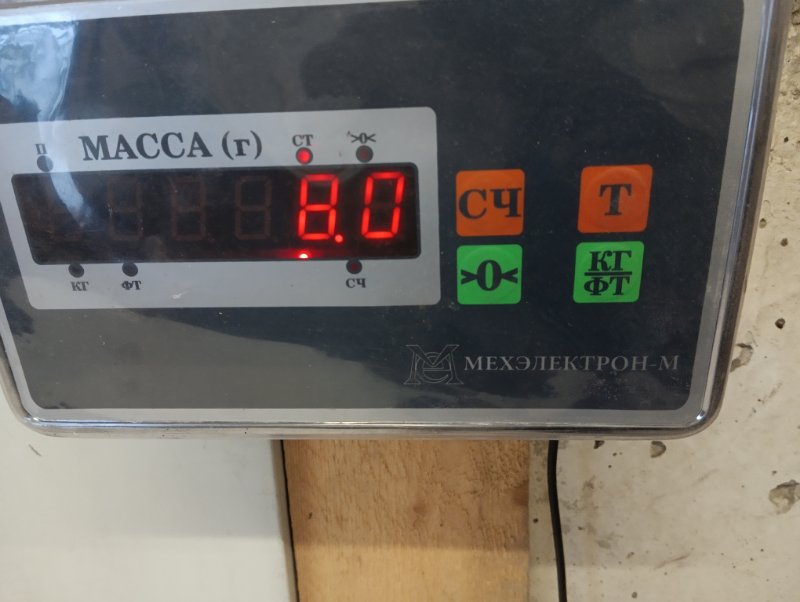 П МАССА (г) СТ >0<
8.0
КГ ФТ СЧ
СЧ Т
>0< КГ
ФТ
МЕХЭЛЕКТРОН-М